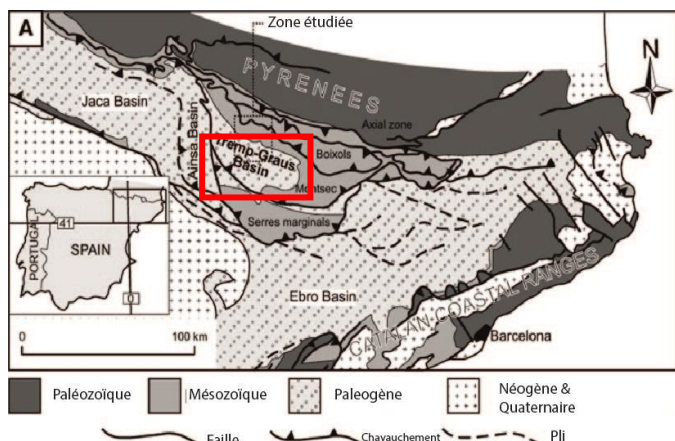 A
Zone étudiée
N
PYRENEES
Jaca Basin
Axial zone
Ainsa Basin
Tremp-Graus
Basin
Boixols
Montsec
Serres marginals
41
PORTUGAL
SPAIN
0
Ebro Basin
CATALAN COASTAL RANGES
Barcelona
0 100 km
Paléozoïque
Mésozoïque
Paleogène
Néogène &
Quaternaire
Faille
Chavauchement
Pli